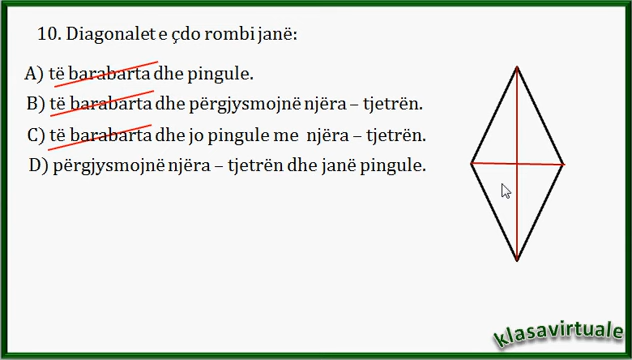 10. Diagonalet e çdo rombi janë:
A) të barabarta dhe pingule.
B) të barabarta dhe përgjysmojnë njëra – tjetrën.
C) të barabarta dhe jo pingule me njëra – tjetrën.
D) përgjysmojnë njëra – tjetrën dhe janë pingule.
klasavirtuale